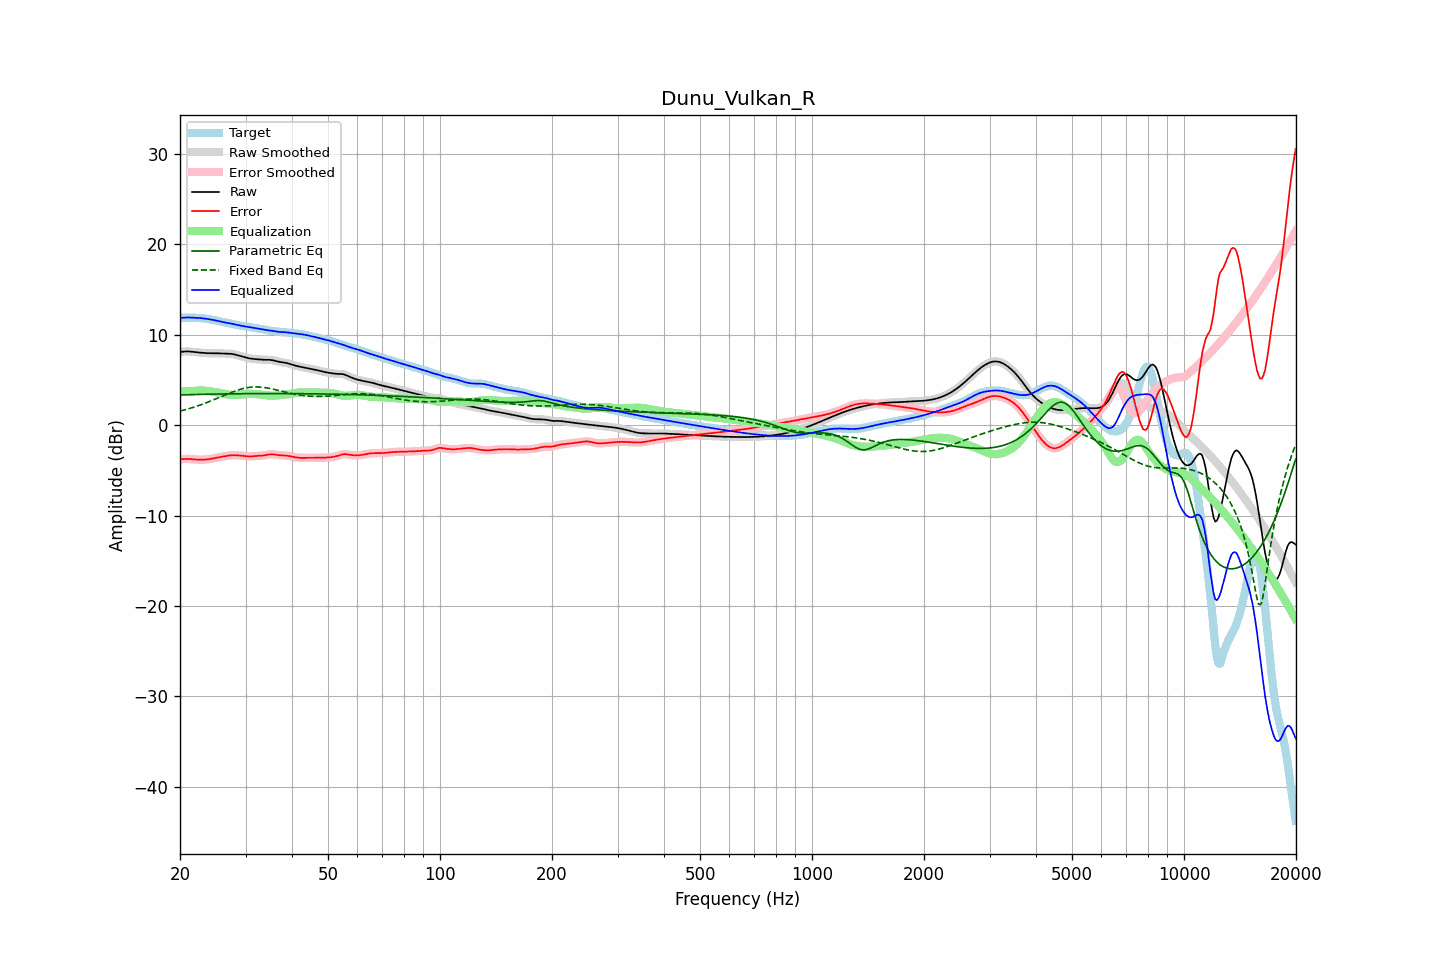 Dunu_Vulkan_R
Target
Raw Smoothed
Error Smoothed
Raw
Error
Equalization
Parametric Eq
Fixed Band Eq
Equalized
30
20
10
0
−10
−20
−30
−40
Amplitude (dBr)
20 50 100 200 500 1000 2000 5000 10000 20000
Frequency (Hz)